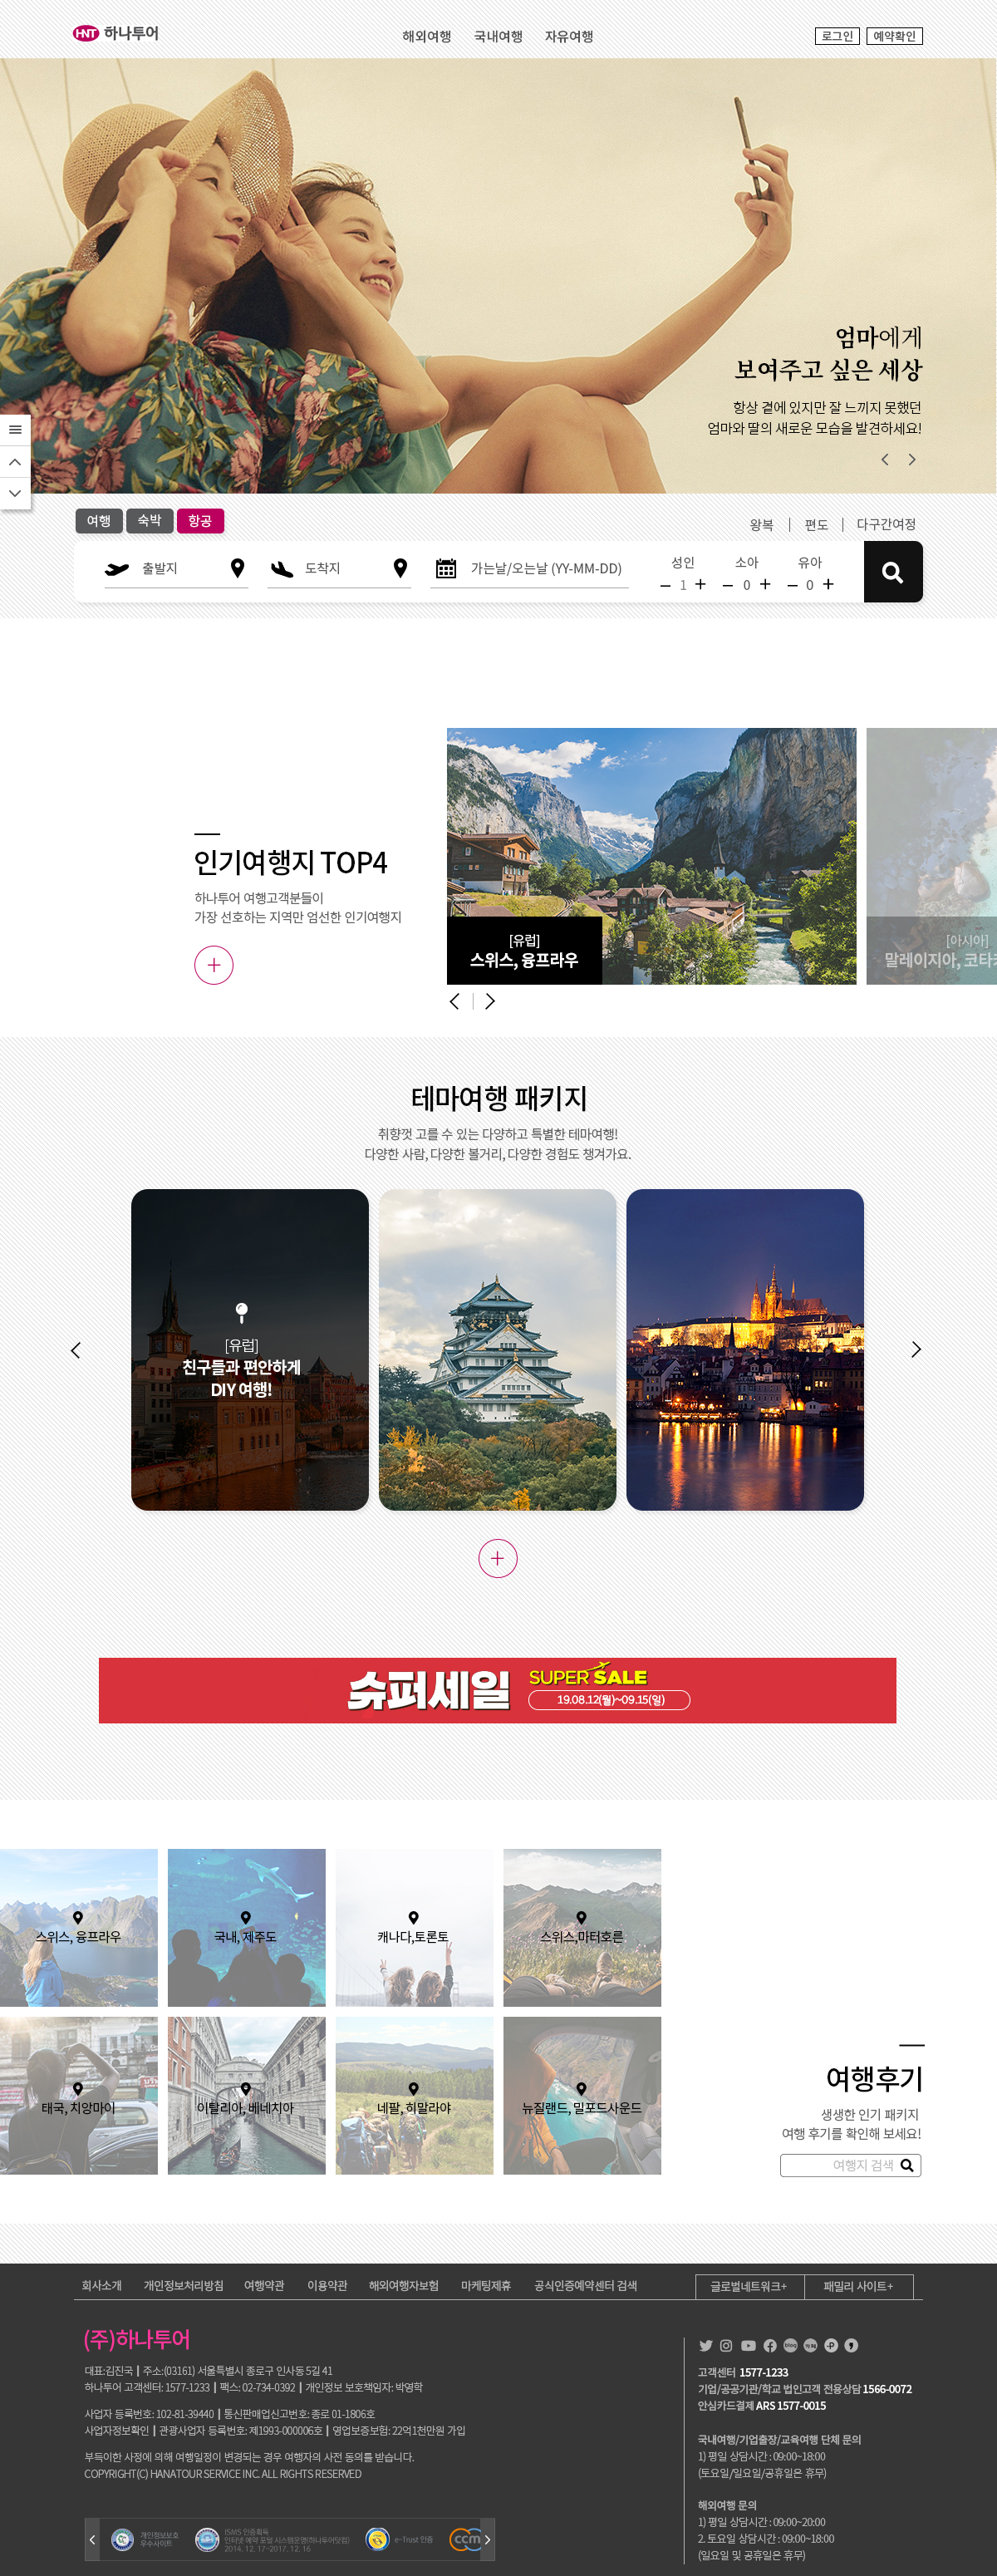 HNT 하나투어
해외여행 국내여행 자유여행
로그인 예약확인
엄마에게
보여주고 싶은 세상
항상 곁에 있지만 잘 느끼지 못했던
엄마와 딸의 새로운 모습을 발견하세요!
여행 숙박 항공
왕복 | 편도 | 다구간여정
출발지 도착지 가는날/오는날 (YY-MM-DD)
성인 소아 유아
1 + 0 + 0 +
인기여행지 TOP4
하나투어 여행고객분들이
가장 선호하는 지역만 엄선한 인기여행지
[유럽]
스위스, 융프라우
[아시아]
말레이지아, 코타
테마여행 패키지
취향껏 고를 수 있는 다양하고 특별한 테마여행!
다양한 사람, 다양한 볼거리, 다양한 경험도 챙겨가요.
[유럽]
친구들과 편안하게
DIY 여행!
슈퍼세일
SUPER SALE
19.08.12(월)~09.15(일)
스위스, 융프라우
국내, 제주도
캐나다,토론토
스위스,마터호른
태국, 치앙마이
이탈리아, 베네치아
네팔, 히말라야
뉴질랜드, 밀포드사운드
여행후기
생생한 인기 패키지
여행 후기를 확인해 보세요!
여행지 검색
회사소개 개인정보처리방침 여행약관 이용약관 해외여행자보험 마케팅제휴 공식인증예약센터 검색
글로벌네트워크+ 패밀리 사이트+
(주)하나투어
대표:김진국 | 주소:(03161) 서울특별시 종로구 인사동 5길 41
하나투어 고객센터: 1577-1233 | 팩스: 02-734-0392 | 개인정보 보호책임자: 박영학
사업자 등록번호: 102-81-39440 | 통신판매업신고번호: 종로 01-1806호
사업자정보확인 | 관광사업자 등록번호: 제1993-000006호 | 영업보증보험: 22억1천만원 가입
부득이한 사정에 의해 여행일정이 변경되는 경우 여행자의 사전 동의를 받습니다.
COPYRIGHT(C) HANATOUR SERVICE INC. ALL RIGHTS RESERVED
개인정보보호
우수사이트
ISMS 인증획득
인터넷 예약 포털 시스템운영(하나투어닷컴)
2014. 12. 17~2017. 12. 16
e-Trust 인증
CCM
blog
고객센터 1577-1233
기업/공공기관/학교 법인고객 전용상담 1566-0072
안심카드결제 ARS 1577-0015
국내여행/기업출장/교육여행 단체 문의
1) 평일 상담시간 : 09:00~18:00
(토요일/일요일/공휴일은 휴무)
해외여행 문의
1) 평일 상담시간 : 09:00~20:00
2. 토요일 상담시간 : 09:00~18:00
(일요일 및 공휴일은 휴무)